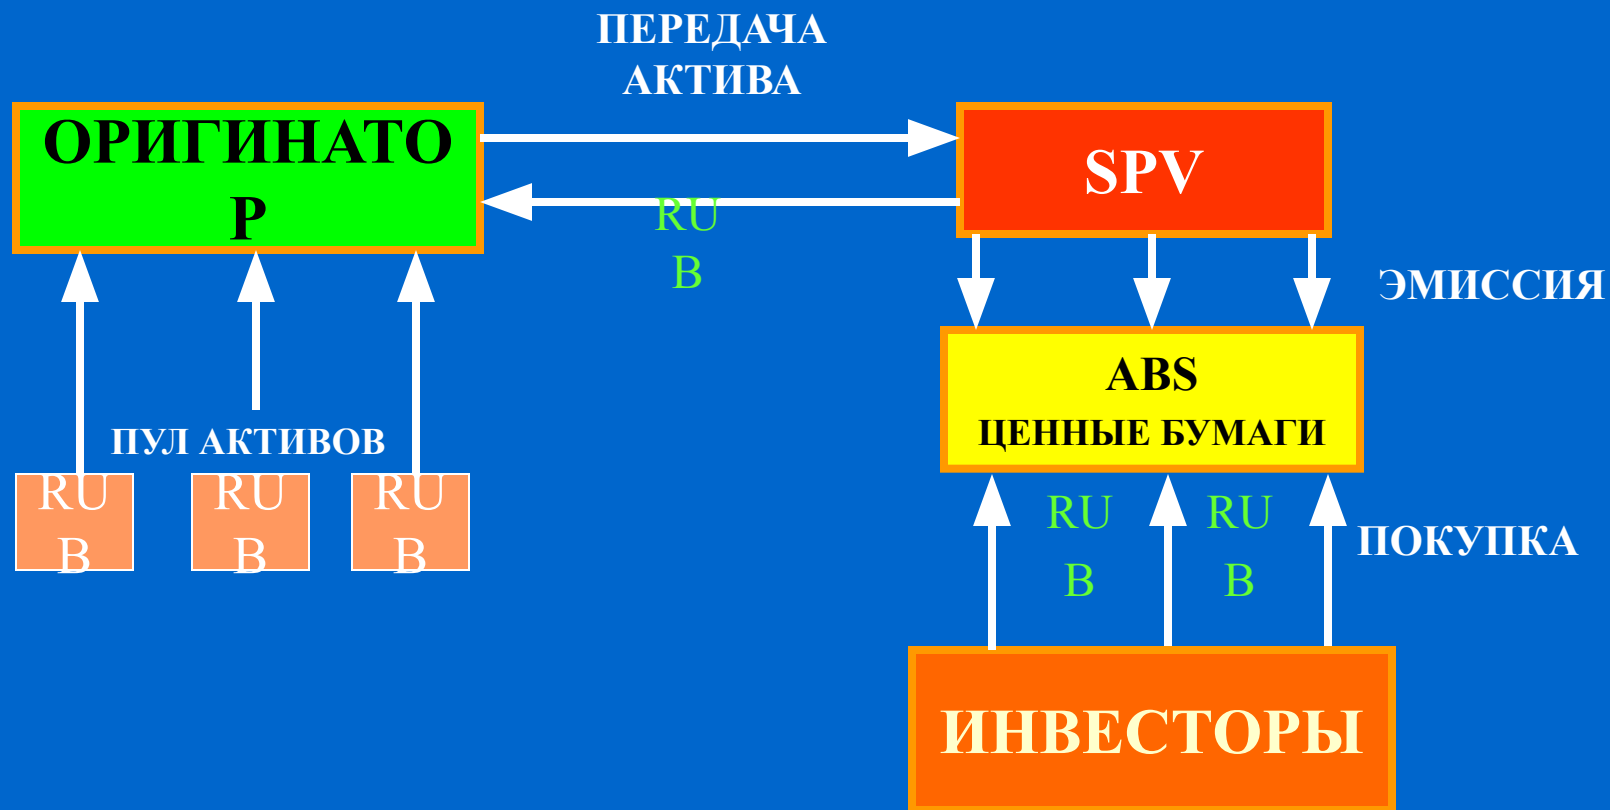 ПЕРЕДАЧА
АКТИВА
ОРИГИНАТО
Р
SPV
RU
B
ЭМИССИЯ
ABS
ЦЕННЫЕ БУМАГИ
ПУЛ АКТИВОВ
RU
B
RU
B
RU
B
RU
B
RU
B
ПОКУПКА
ИНВЕСТОРЫ